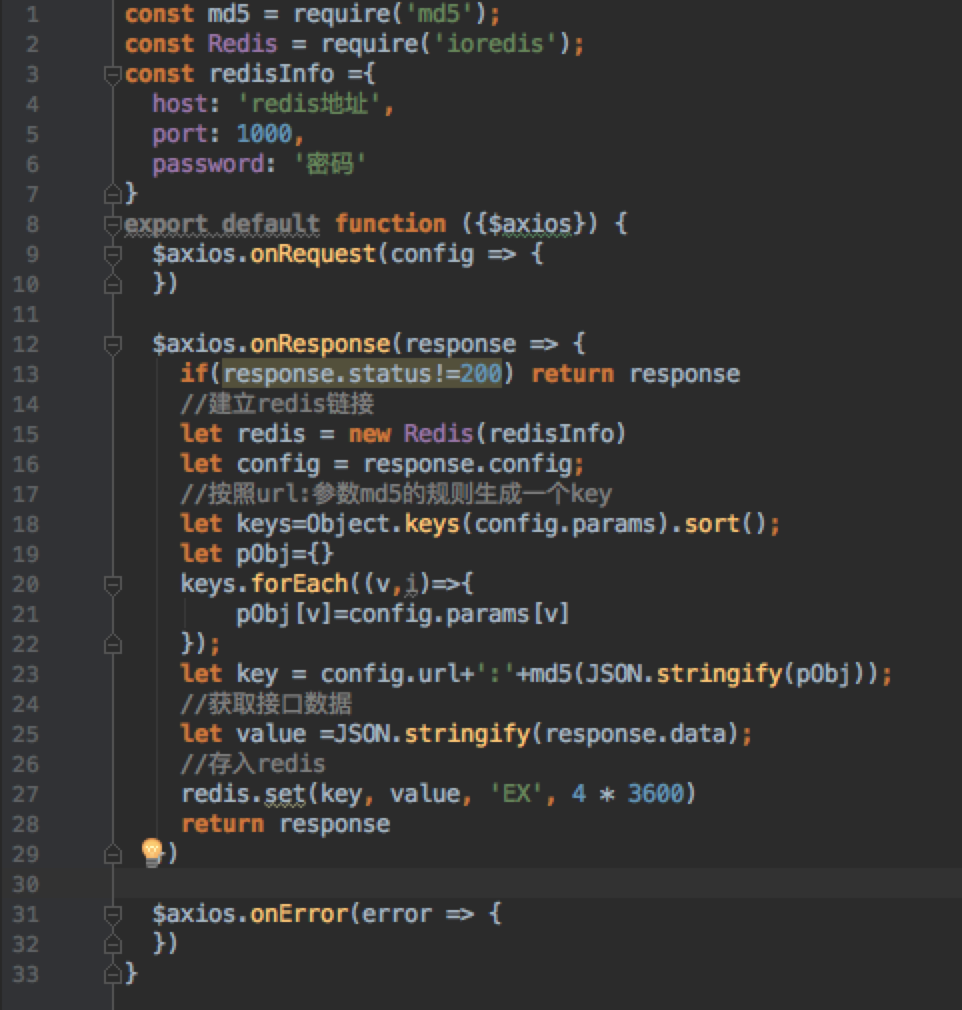 1 const md5 = require('md5');
2 const Redis = require('ioredis');
3 const redisInfo ={
4 host: 'redis地址',
5 port: 1000,
6 password: '密码'
7 }
8 export default function ({$axios}) {
9 $axios.onRequest(config => {
10 })
11
12 $axios.onResponse(response => {
13 if(response.status!=200) return response
14 //建立redis链接
15 let redis = new Redis(redisInfo)
16 let config = response.config;
17 //按照url:参数md5的规则生成一个key
18 let keys=Object.keys(config.params).sort();
19 let pObj={}
20 keys.forEach((v,i)=>{
21 pObj[v]=config.params[v]
22 });
23 let key = config.url+':'+md5(JSON.stringify(pObj));
24 //获取接口数据
25 let value =JSON.stringify(response.data);
26 //存入redis
27 redis.set(key, value, 'EX', 4 * 3600)
28 return response
29 })
30
31 $axios.onError(error => {
32 })
33 }